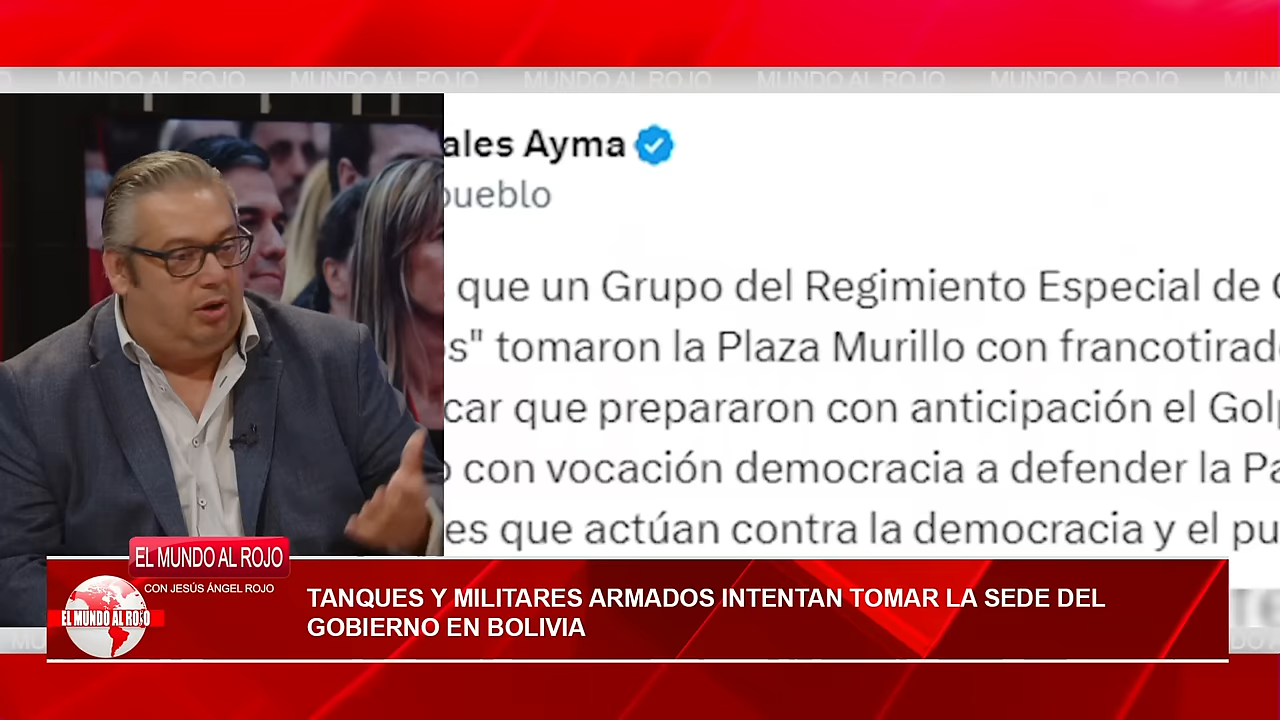 MUNDO AL ROJO MUNDO AL ROJO MUNDO AL ROJO MUNDO AL ROJO MUNDO AL ROJO
ales Ayma
pueblo
que un Grupo del Regimiento Especial de
s" tomaron la Plaza Murillo con francotirad
car que prepararon con anticipación el Gol
con vocación democracia a defender la Pa
es que actúan contra la democracia y el pu
EL MUNDO AL ROJO
CON JESÚS ÁNGEL ROJO
EL MUNDO AL ROJO
TANQUES Y MILITARES ARMADOS INTENTAN TOMAR LA SEDE DEL
GOBIERNO EN BOLIVIA